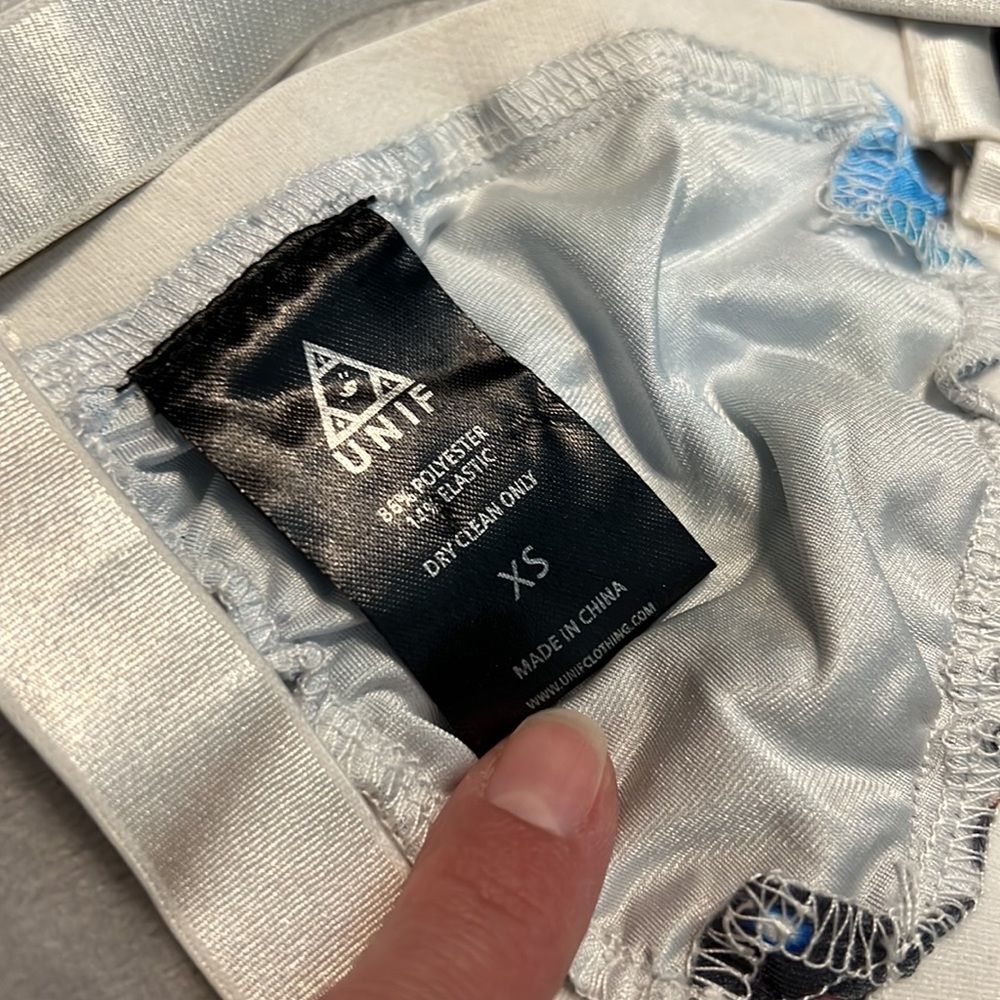 UNIF
86% POLYESTER
14% ELASTIC
DRY CLEAN ONLY
XS
MADE IN CHINA
WWW.UNIFCLOTHING.COM